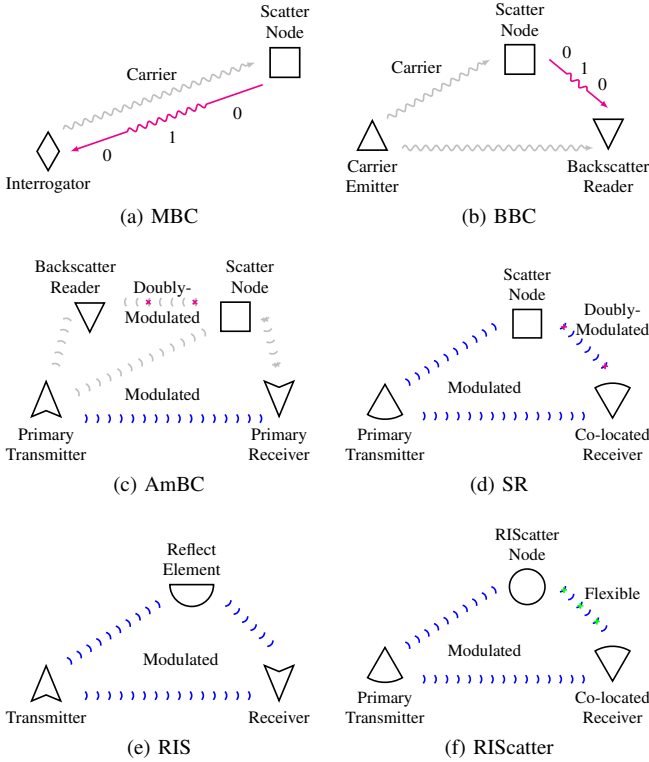 Scatter
Node
Carrier
0
1
0
Interrogator
(a) MBC
Scatter
Node
Carrier
0
1
0
Carrier
Emitter
Backscatter
Reader
(b) BBC
Backscatter
Reader
Doubly-
Modulated
Scatter
Node
Modulated
Primary
Transmitter
Primary
Receiver
(c) AmBC
Scatter
Node
Doubly-
Modulated
Modulated
Primary
Transmitter
Co-located
Receiver
(d) SR
Reflect
Element
Modulated
Transmitter
Receiver
(e) RIS
RIScatter
Node
Flexible
Modulated
Primary
Transmitter
Co-located
Receiver
(f) RIScatter